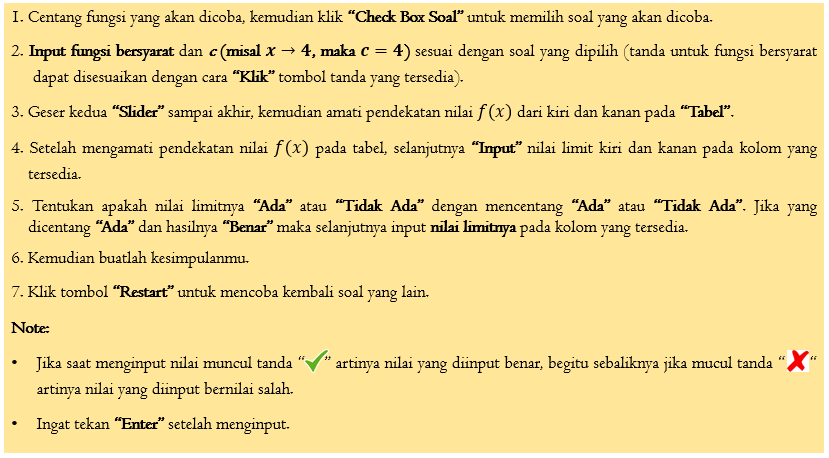 1. Centang fungsi yang akan dicoba, kemudian klik “Check Box Soal” untuk memilih soal yang akan dicoba.
2. Input fungsi bersyarat dan c (misal x → 4, maka c = 4) sesuai dengan soal yang dipilih (tanda untuk fungsi bersyarat
dapat disesuaikan dengan cara “Klik” tombol tanda yang tersedia).
3. Geser kedua “Slider” sampai akhir, kemudian amati pendekatan nilai f(x) dari kiri dan kanan pada “Tabel”.
4. Setelah mengamati pendekatan nilai f(x) pada tabel, selanjutnya “Input” nilai limit kiri dan kanan pada kolom yang
tersedia.
5. Tentukan apakah nilai limitnya “Ada” atau “Tidak Ada” dengan mencentang “Ada” atau “Tidak Ada”. Jika yang
dicentang “Ada” dan hasilnya “Benar” maka selanjutnya input nilai limitnya pada kolom yang tersedia.
6. Kemudian buatlah kesimpulanmu.
7. Klik tombol “Restart” untuk mencoba kembali soal yang lain.
Note:
• Jika saat menginput nilai muncul tanda “✓” artinya nilai yang diinput benar, begitu sebaliknya jika mucul tanda “✗“
artinya nilai yang diinput bernilai salah.
• Ingat tekan “Enter” setelah menginput.